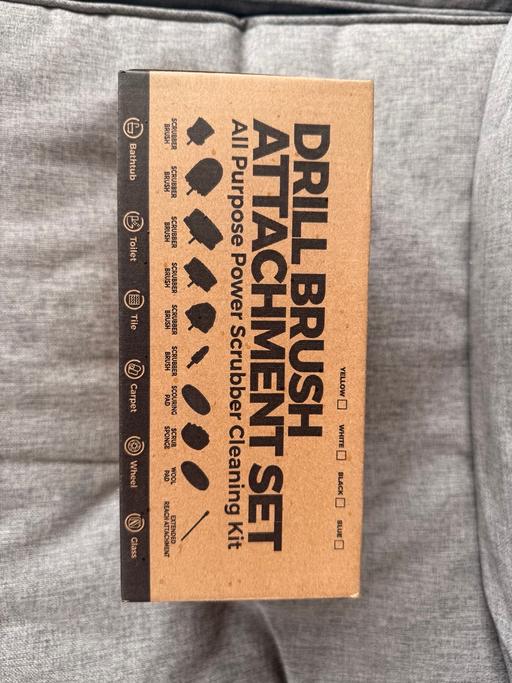 YELLOW WHITE BLACK BLUE
DRILL BRUSH
ATTACHMENT SET
All Purpose Power Scrubber Cleaning Kit
SCRUBBER BRUSH
SCRUBBER BRUSH
SCRUBBER BRUSH
SCRUBBER BRUSH
SCRUBBER BRUSH
SCRUBBER BRUSH
SCOURING PAD
SCRUB SPONGE
WOOL PAD
EXTENDED REACH ATTACHMENT
Bathtub Toilet Tile Carpet Wheel Glass